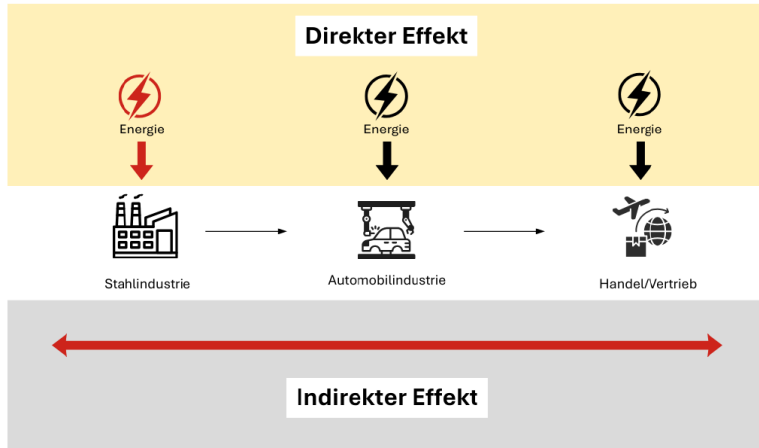 Direkter Effekt
Energie
Energie
Energie
Stahlindustrie
Automobilindustrie
Handel/Vertrieb
Indirekter Effekt